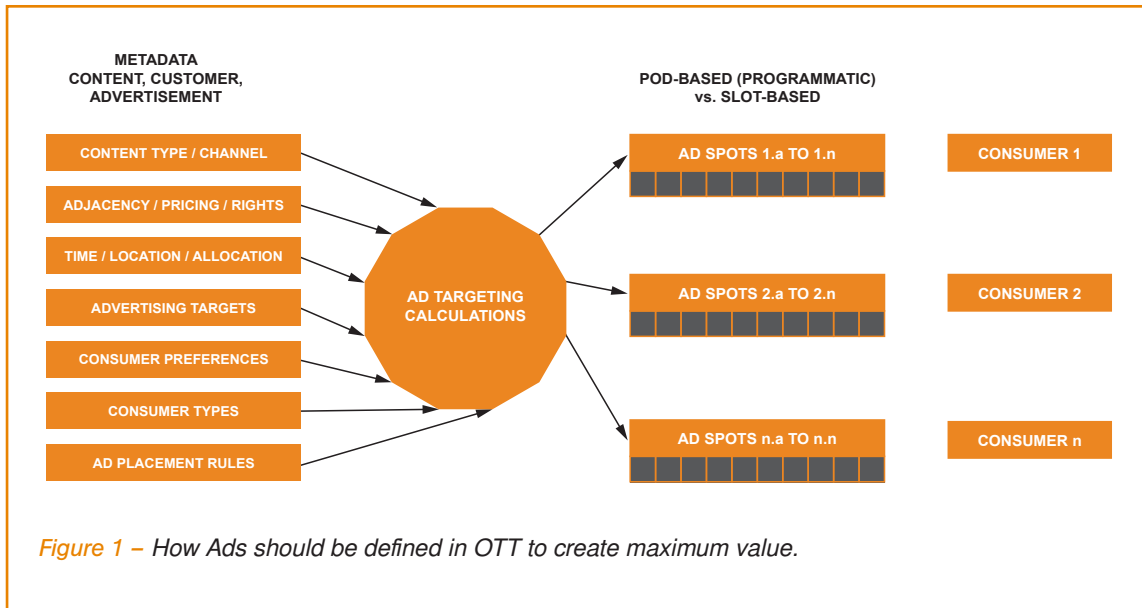 METADATA
CONTENT, CUSTOMER,
ADVERTISEMENT
CONTENT TYPE / CHANNEL
ADJACENCY / PRICING / RIGHTS
TIME / LOCATION / ALLOCATION
ADVERTISING TARGETS
CONSUMER PREFERENCES
CONSUMER TYPES
AD PLACEMENT RULES
AD TARGETING
CALCULATIONS
POD-BASED (PROGRAMMATIC)
vs. SLOT-BASED
AD SPOTS 1.a TO 1.n
CONSUMER 1
AD SPOTS 2.a TO 2.n
CONSUMER 2
AD SPOTS n.a TO n.n
CONSUMER n
Figure 1 – How Ads should be defined in OTT to create maximum value.